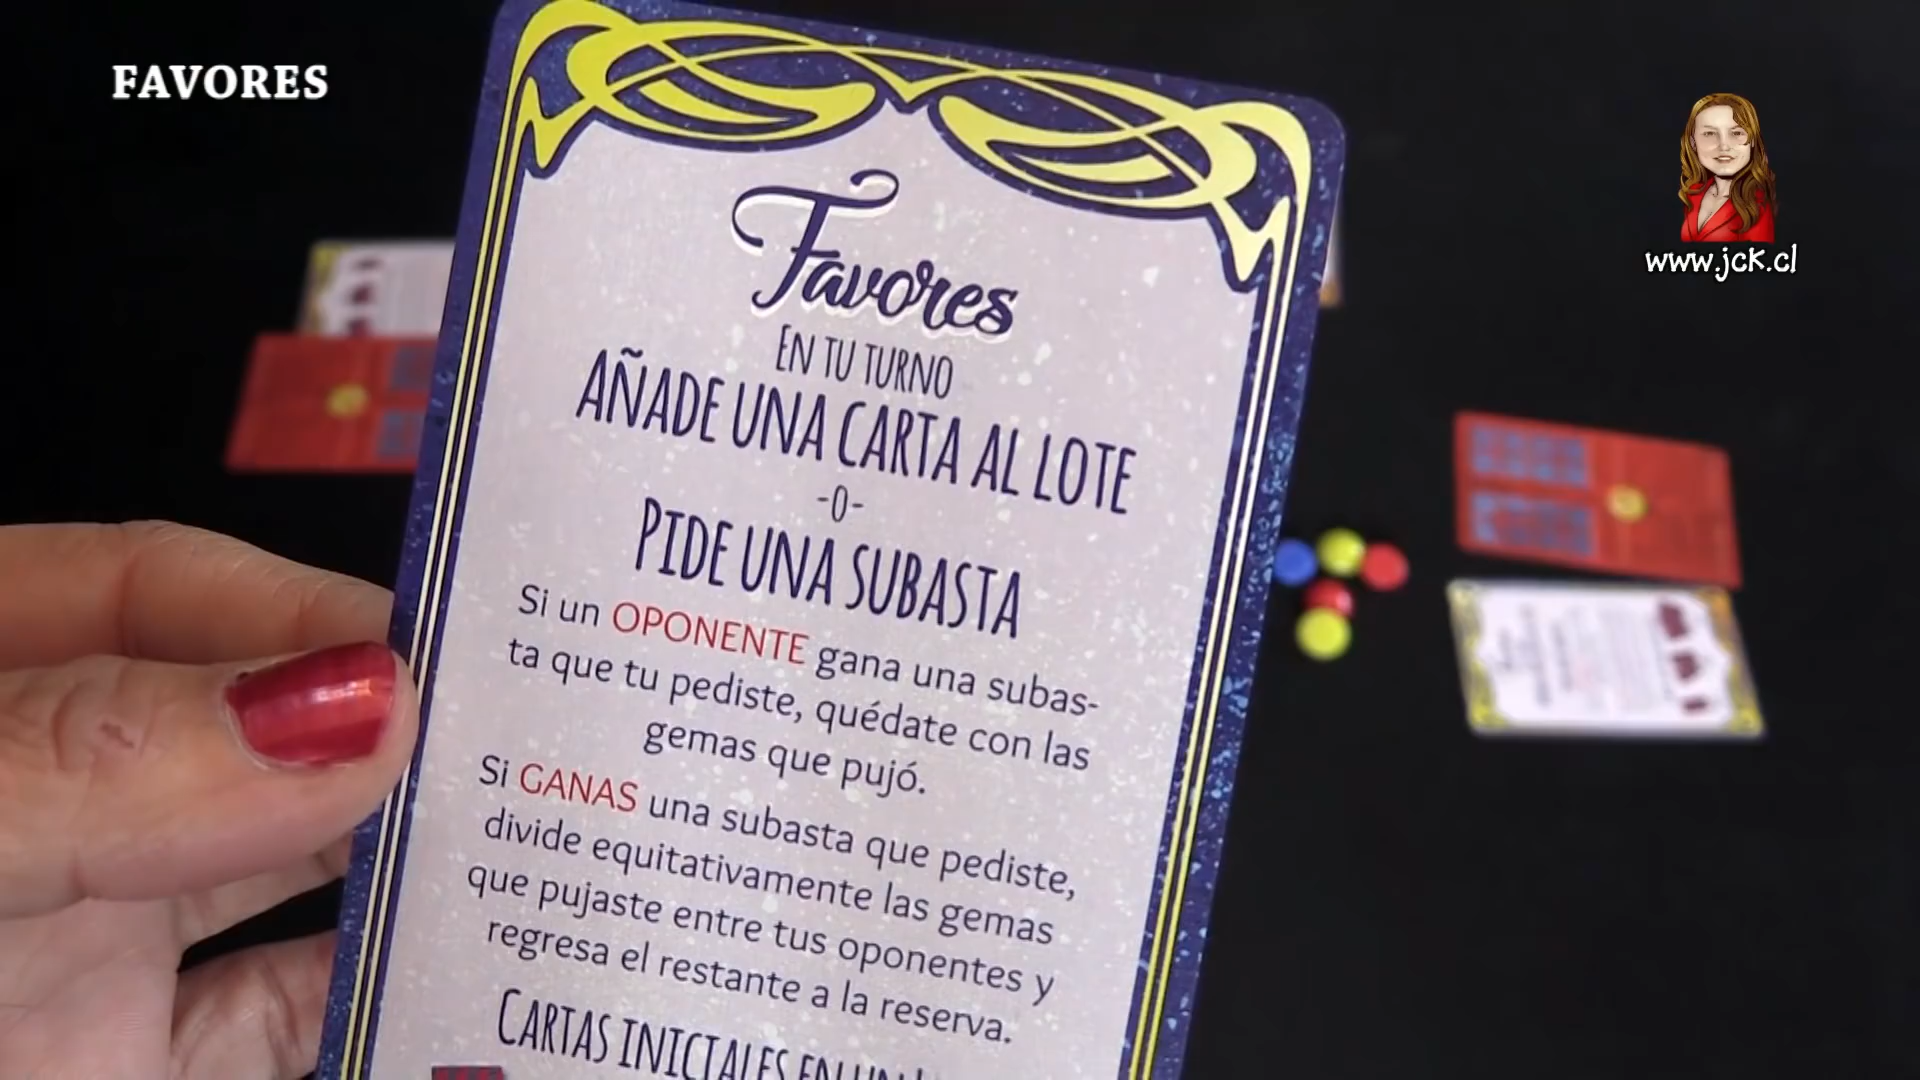 FAVORES
www.jck.cl
Favores
EN TU TURNO
AÑADE UNA CARTA AL LOTE
-O-
PIDE UNA SUBASTA
Si un OPONENTE gana una subas-
ta que tu pediste, quédate con las
gemas que pujó.
Si GANAS una subasta que pediste,
divide equitativamente las gemas
que pujaste entre tus oponentes y
regresa el restante a la reserva.
CARTAS INICIALES EN UN